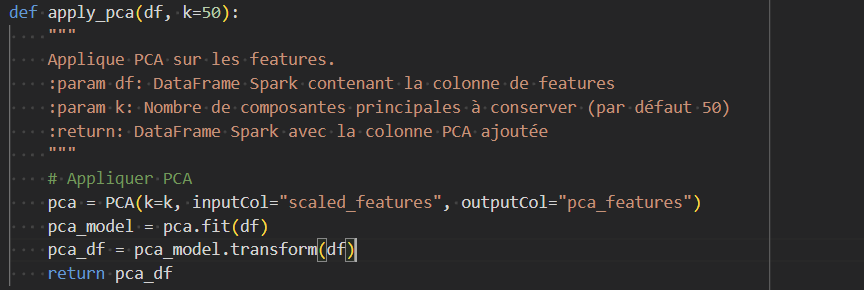 def apply_pca(df, k=50):
    """
    Applique PCA sur les features.
    :param df: DataFrame Spark contenant la colonne de features
    :param k: Nombre de composantes principales à conserver (par défaut 50)
    :return: DataFrame Spark avec la colonne PCA ajoutée
    """
    # Appliquer PCA
    pca = PCA(k=k, inputCol="scaled_features", outputCol="pca_features")
    pca_model = pca.fit(df)
    pca_df = pca_model.transform(df)
    return pca_df